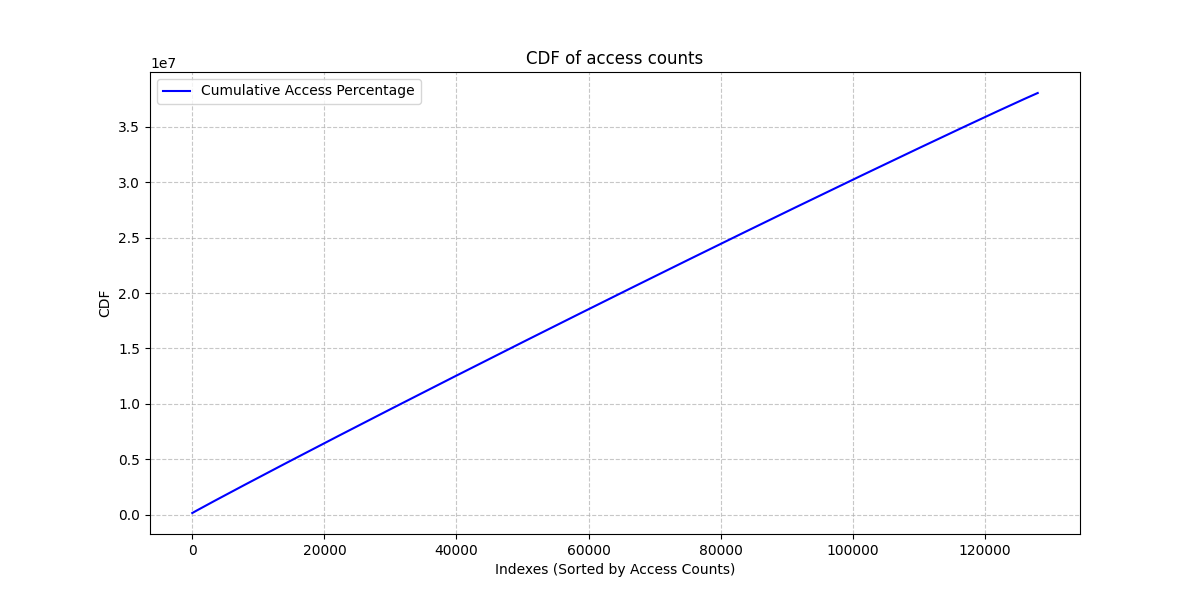 CDF of access counts
1e7
Cumulative Access Percentage
3.5
3.0
2.5
2.0
1.5
1.0
0.5
0.0
CDF
0 20000 40000 60000 80000 100000 120000
Indexes (Sorted by Access Counts)